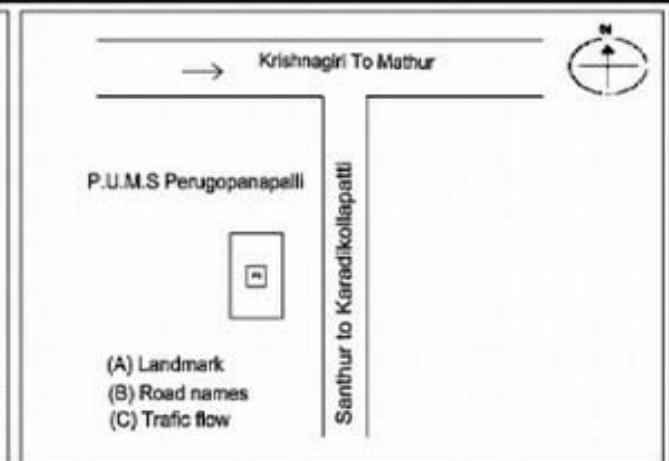 N
Krishnagiri To Mathur
P.U.M.S Perugopanapalli
Santhur to Karadikollapatti
(A) Landmark
(B) Road names
(C) Trafic flow